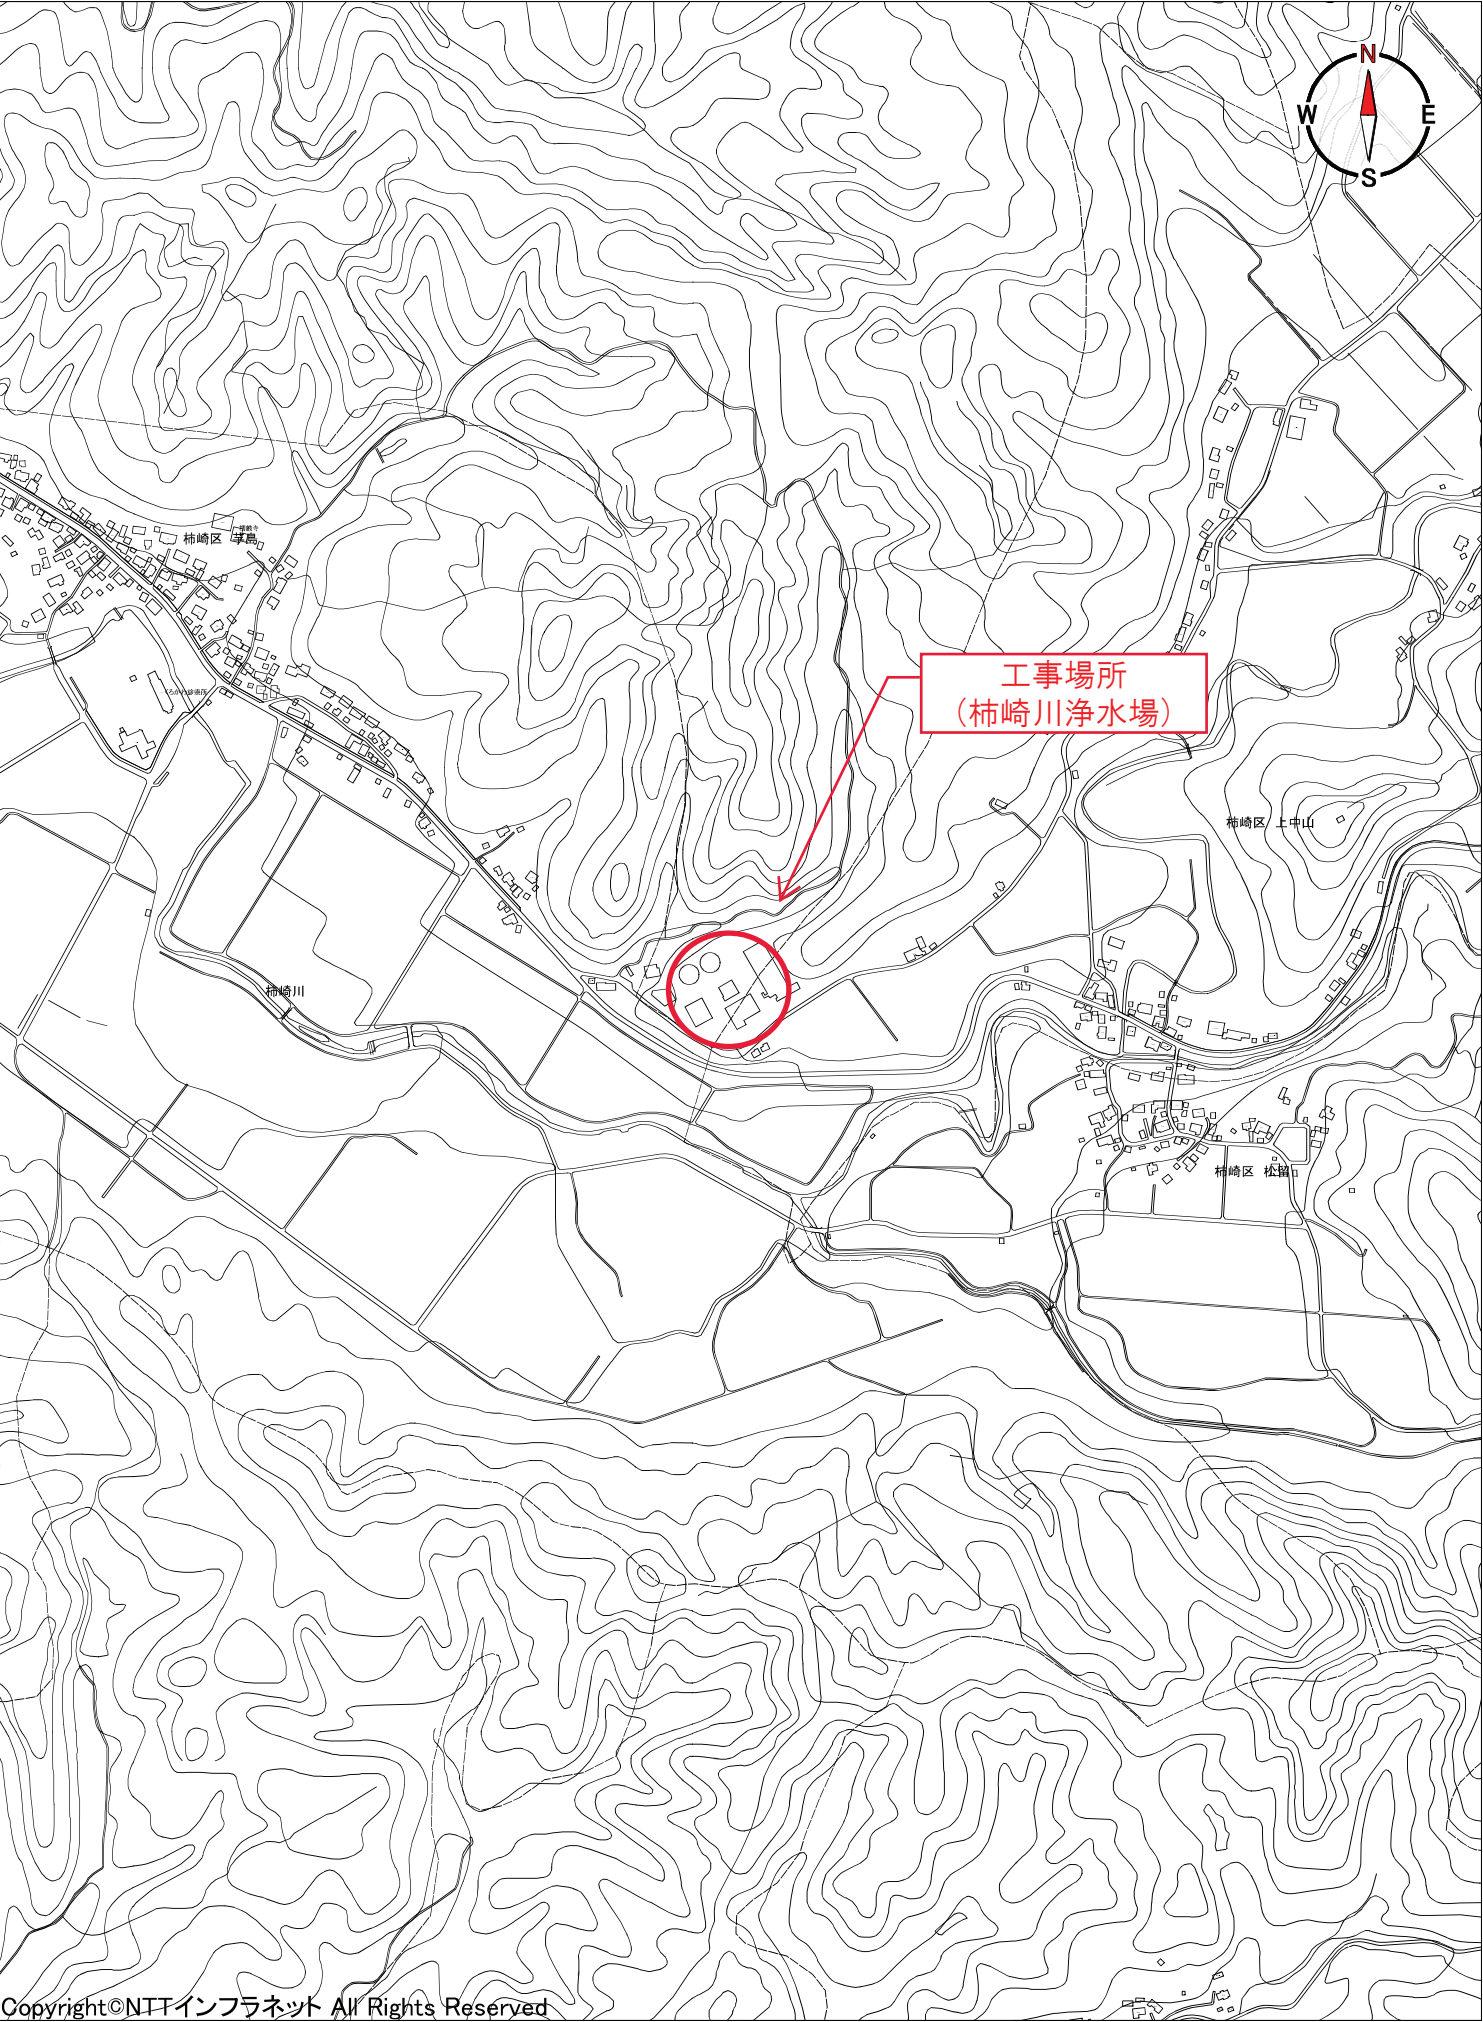 N
W E
S
柿崎区 芋島
工事場所
（柿崎川浄水場）
柿崎区 上中山
柿崎川
柿崎区 松留
Copyright©NTTインフラネット All Rights Reserved